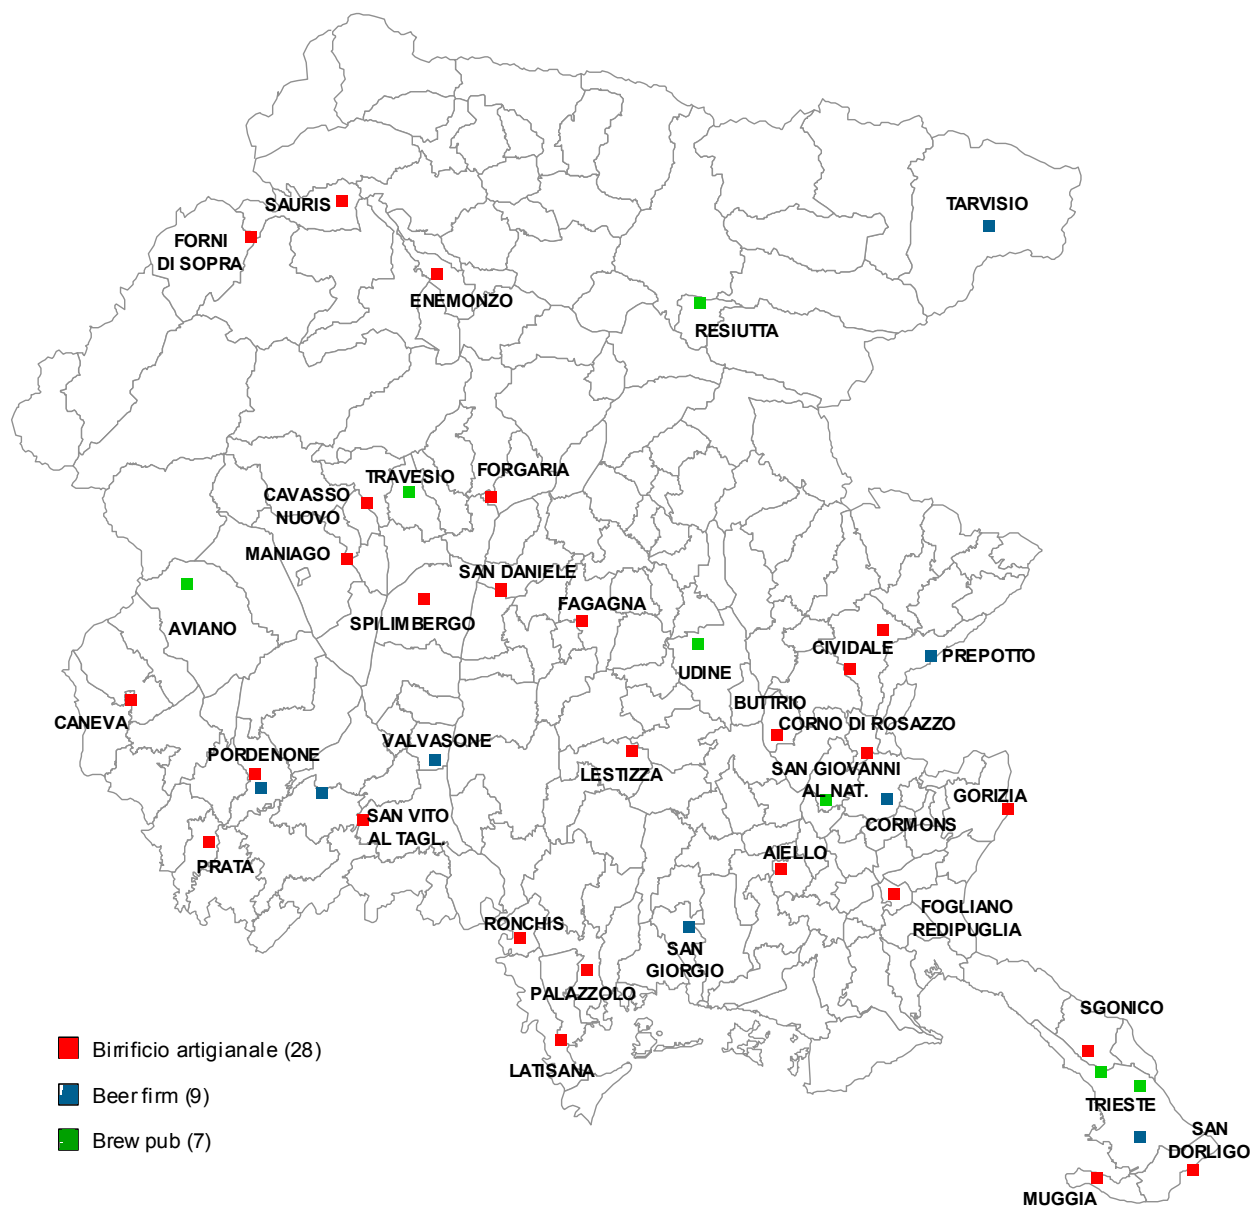 TARVISIO
SAURIS
FORNI
DI SOPRA
ENEMONZO
RESIUTTA
TRAVESIO
FORGARIA
CAVASSO
NUOVO
MANIAGO
SAN DANIELE
FAGAGNA
SPILIMBERGO
AVIANO
CIVIDALE
PREPOTTO
UDINE
BUTTRIO
CANEVA
CORNO DI ROSAZZO
VALVASONE
PORDENONE
LESTIZZA
SAN GIOVANNI
AL NAT.
GORIZIA
SAN VITO
AL TAGL.
CORMONS
AIELLO
PRATA
FOGLIANO
REDIPUGLIA
RONCHIS
SAN
GIORGIO
PALAZZOLO
SGONICO
LATISANA
TRIESTE
SAN
DORLIGO
MUGGIA
Birrificio artigianale (28)
Beer firm (9)
Brew pub (7)